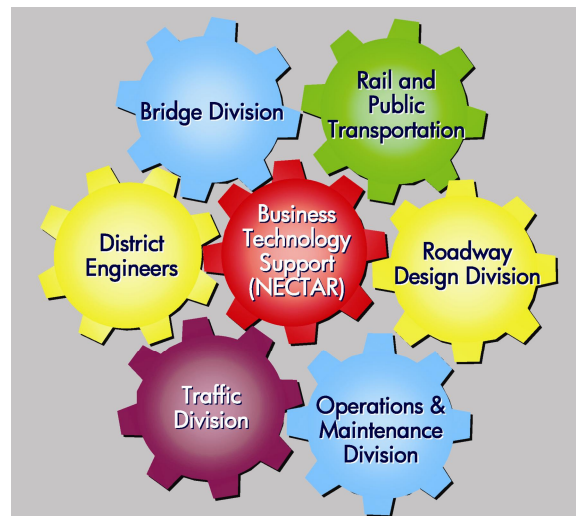 Bridge Division
Rail and
Public
Transportation
District
Engineers
Business
Technology
Support
(NECTAR)
Roadway
Design Division
Traffic
Division
Operations &
Maintenance
Division